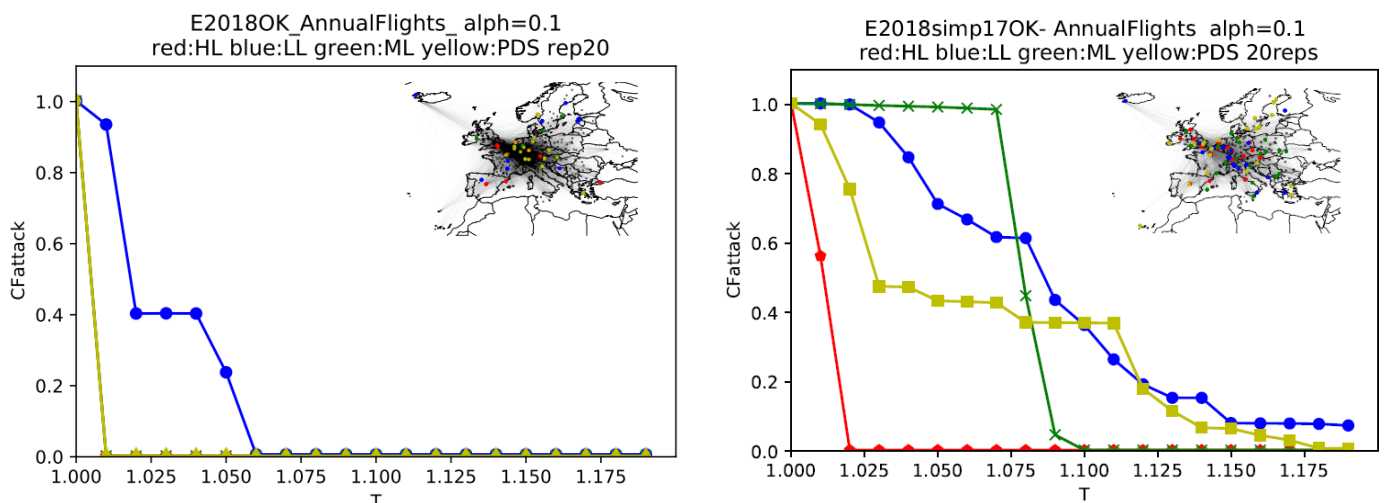 E2018OK_AnnualFlights_ alph=0.1
red:HL blue:LL green:ML yellow:PDS rep20
CFattack
1.0
0.8
0.6
0.4
0.2
0.0
1.000 1.025 1.050 1.075 1.100 1.125 1.150 1.175
T
E2018simp17OK- AnnualFlights alph=0.1
red:HL blue:LL green:ML yellow:PDS 20reps
CFattack
1.0
0.8
0.6
0.4
0.2
0.0
1.000 1.025 1.050 1.075 1.100 1.125 1.150 1.175
T